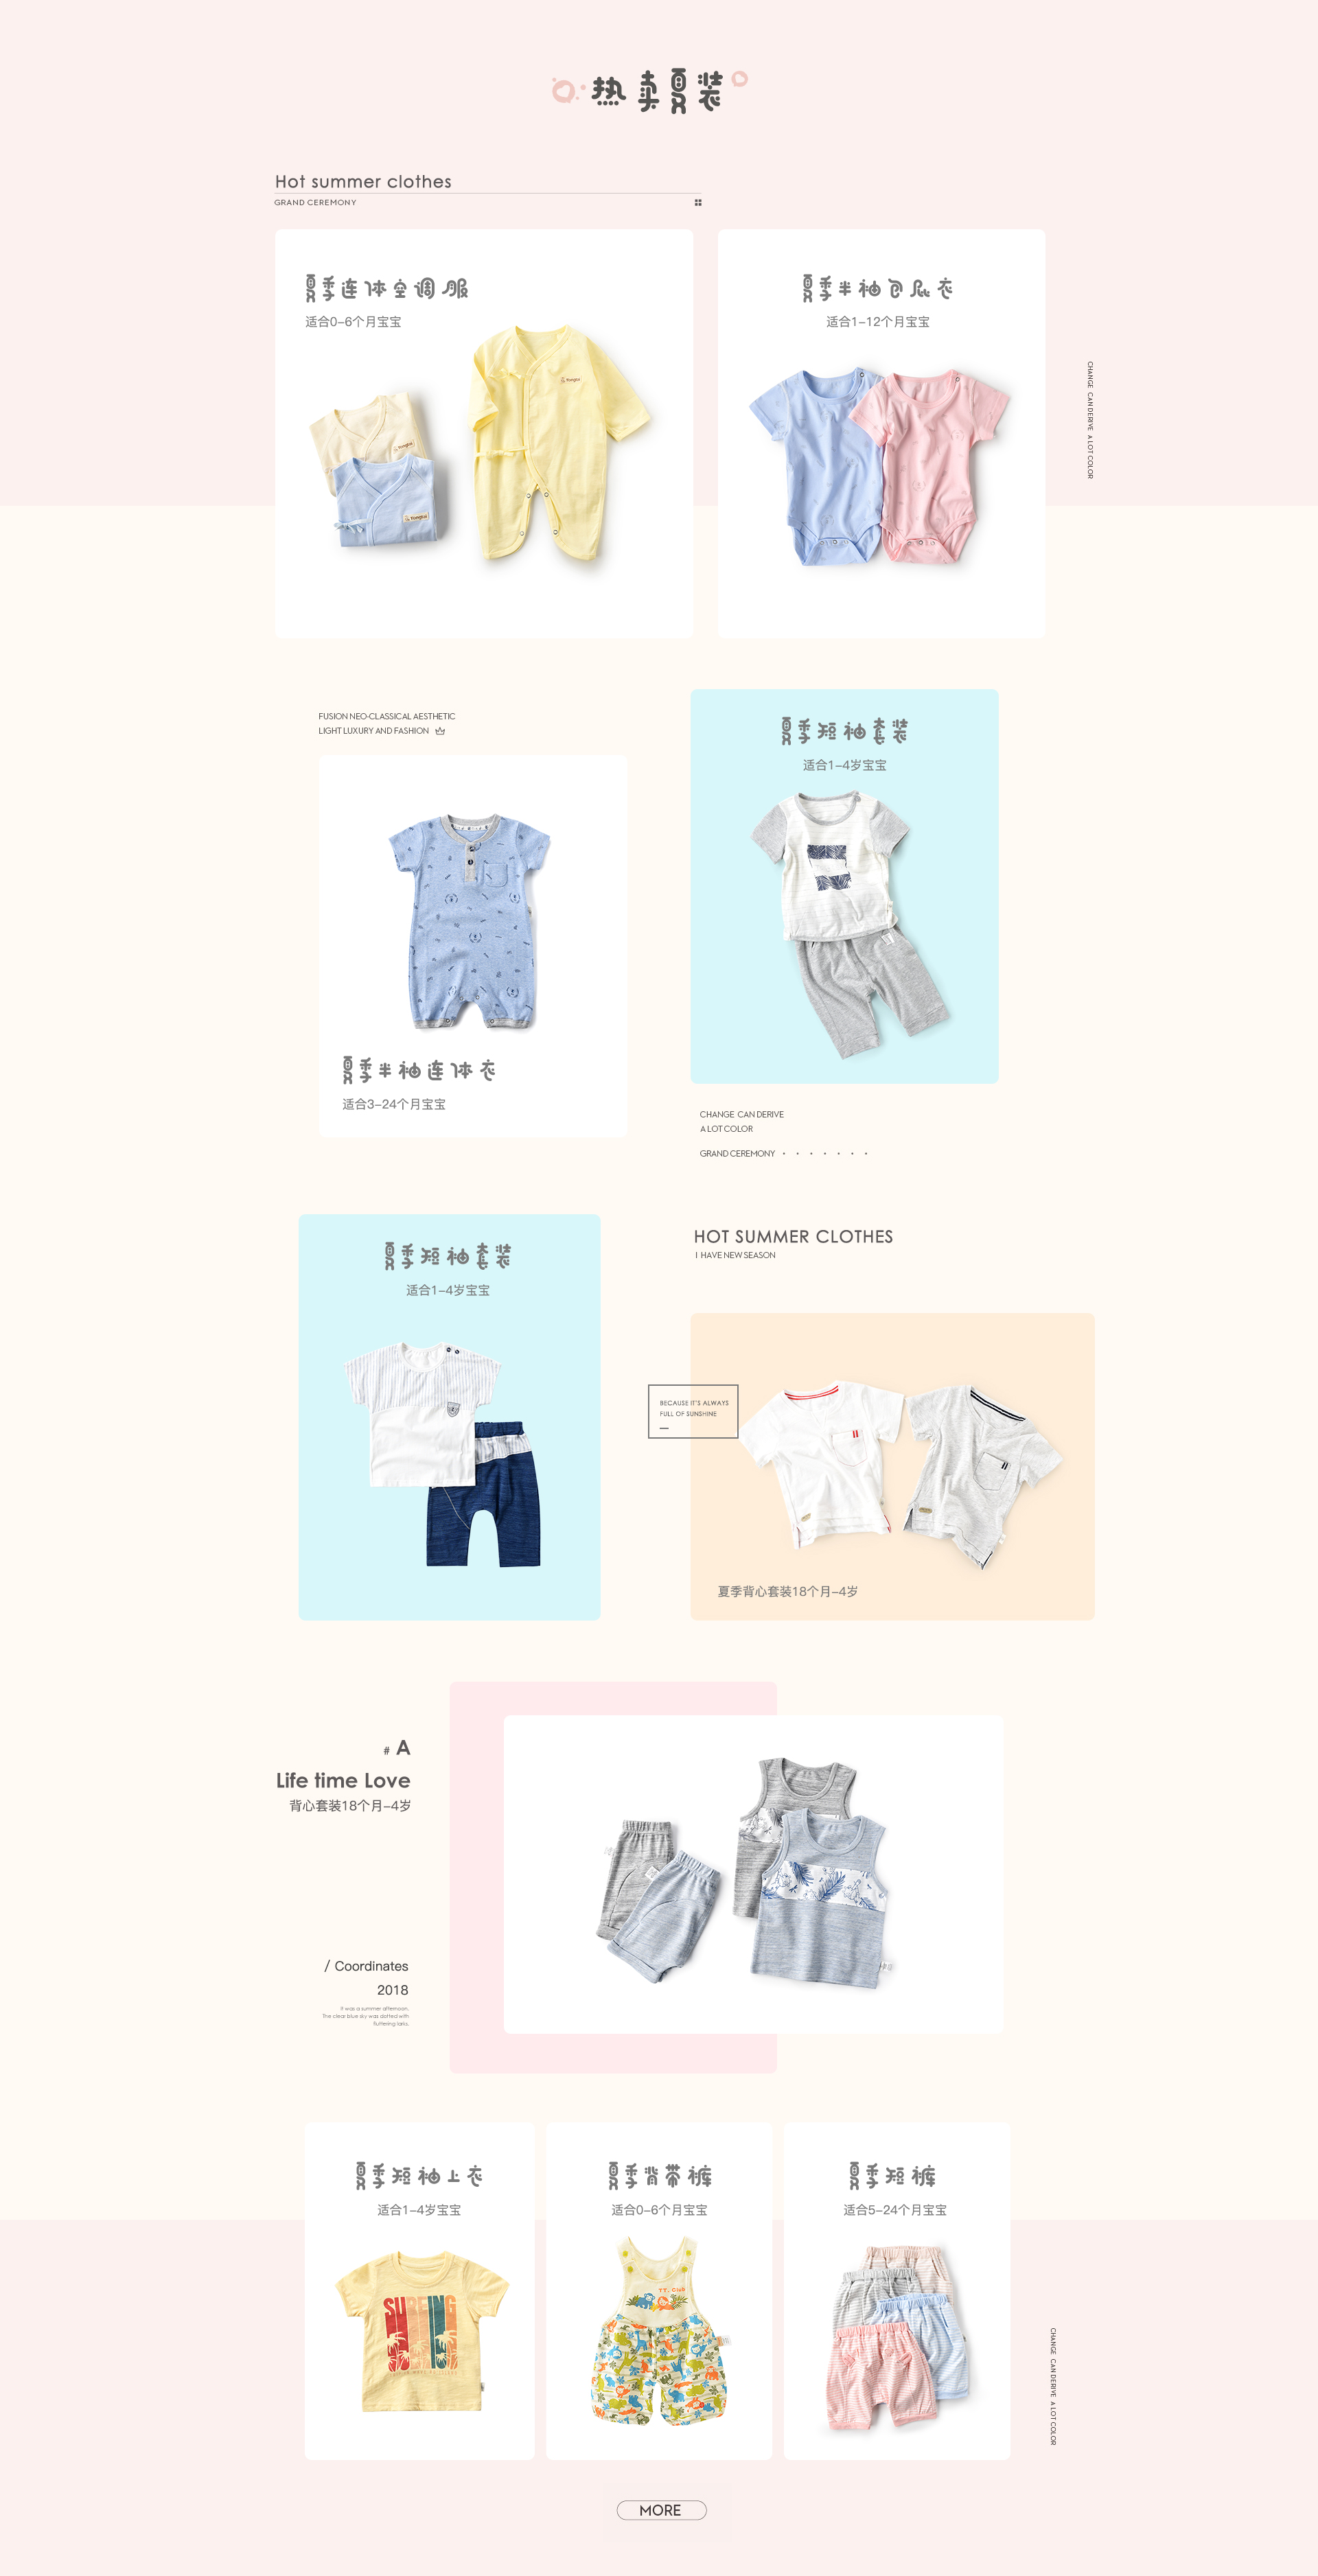 热卖夏装
Hot summer clothes
GRAND CEREMONY
夏季连体空调服
适合0-6个月宝宝
Tongtai
Tongtai
Tongtai
夏季半袖包屁衣
适合1-12个月宝宝
CHANGE CAN DERIVE A LOT COLOR
FUSION NEO-CLASSICAL AESTHETIC
LIGHT LUXURY AND FASHION
夏季半袖连体衣
适合3-24个月宝宝
夏季短袖套装
适合1-4岁宝宝
CHANGE CAN DERIVE
A LOT COLOR
GRAND CEREMONY
夏季短袖套装
适合1-4岁宝宝
HOT SUMMER CLOTHES
I HAVE NEW SEASON
BECAUSE IT'S ALWAYS
FULL OF SUNSHINE
夏季背心套装18个月-4岁
# A
Life time Love
背心套装18个月-4岁
/ Coordinates
2018
It was a summer afternoon.
The clear blue sky was dotted with
fluttering larks.
夏季短袖上衣
适合1-4岁宝宝
SURFING
夏季背带裤
适合0-6个月宝宝
TT. Club
夏季短裤
适合5-24个月宝宝
CHANGE CAN DERIVE A LOT COLOR
MORE